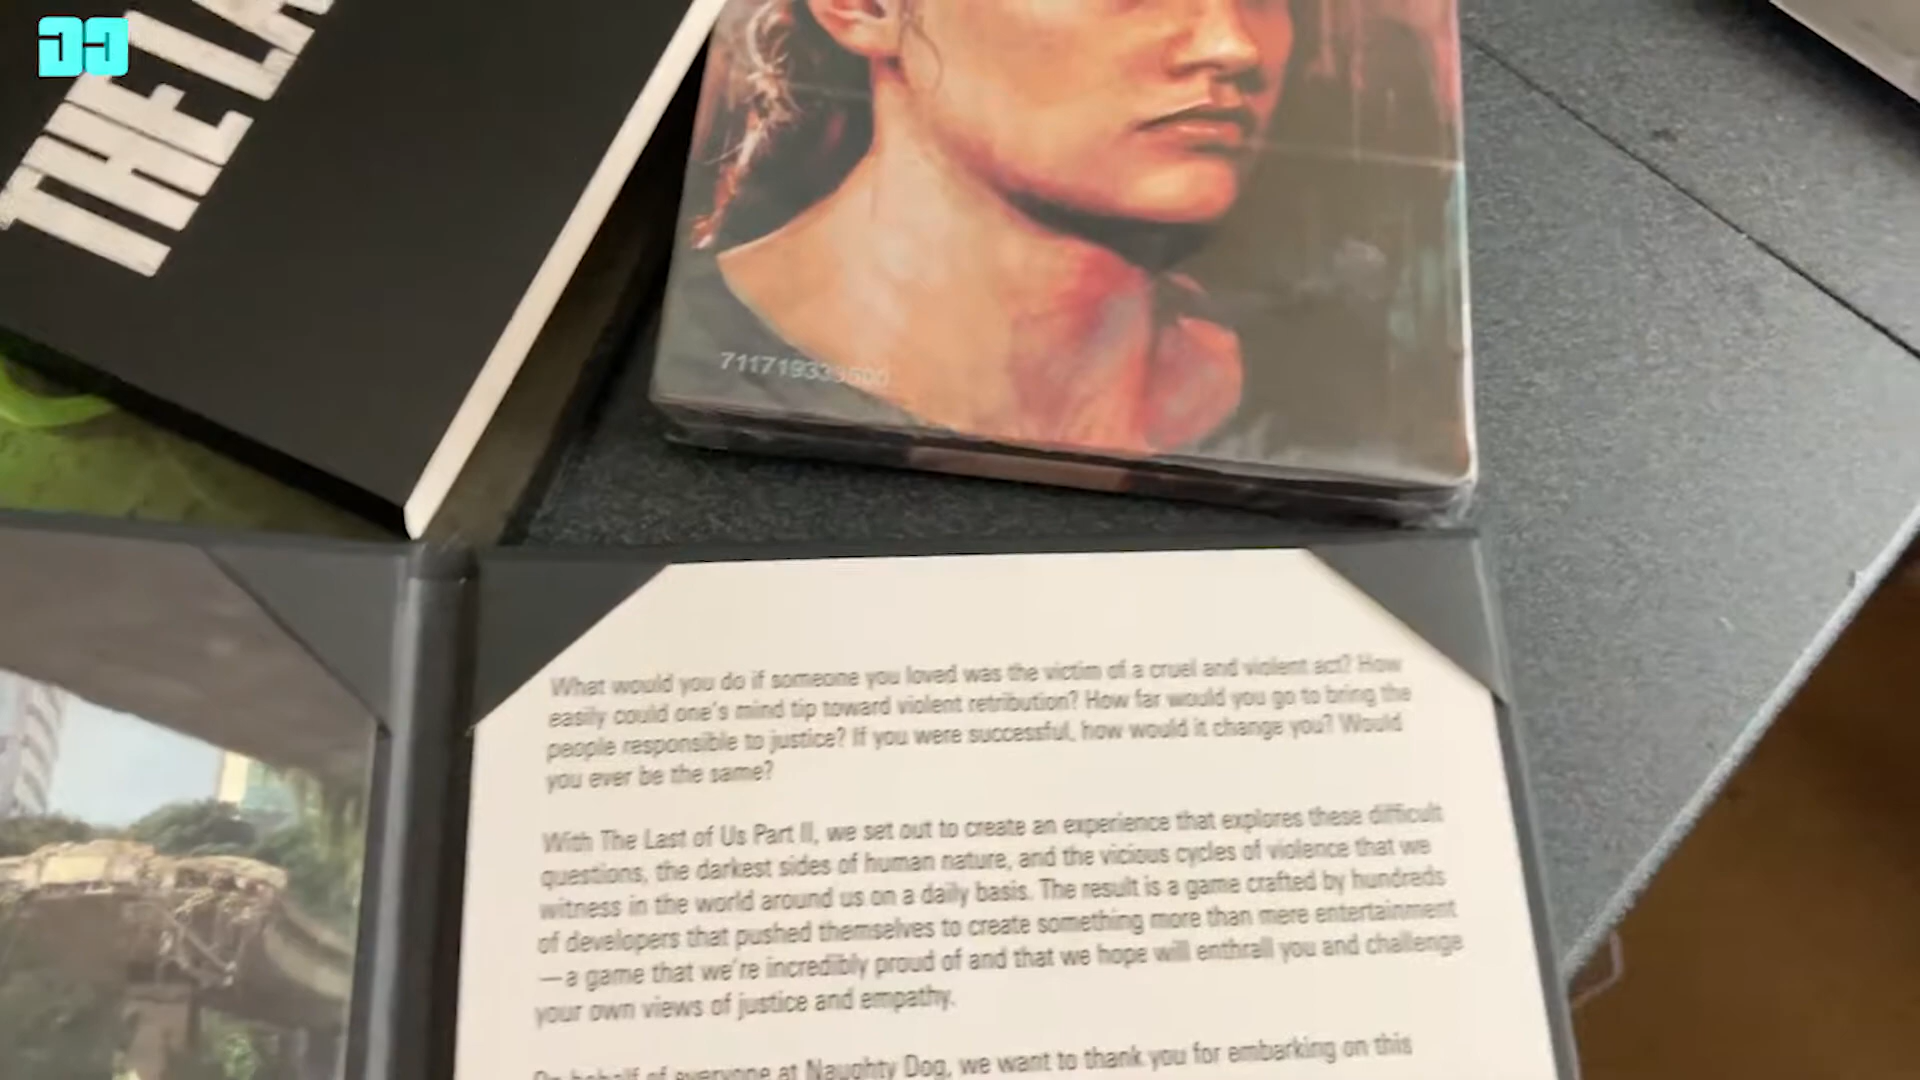 THE LA
711719333500
What would you do if someone you loved was the victim of a cruel and violent act? How
easily could one's mind tip toward violent retribution? How far would you go to bring the
people responsible to justice? If you were successful, how would it change you? Would
you ever be the same?
With The Last of Us Part II, we set out to create an experience that explores these difficult
questions, the darkest sides of human nature, and the vicious cycles of violence that we
witness in the world around us on a daily basis. The result is a game crafted by hundreds
of developers that pushed themselves to create something more than mere entertainment
—a game that we're incredibly proud of and that we hope will enthrall you and challenge
your own views of justice and empathy.
On behalf of everyone at Naughty Dog, we want to thank you for embarking on this